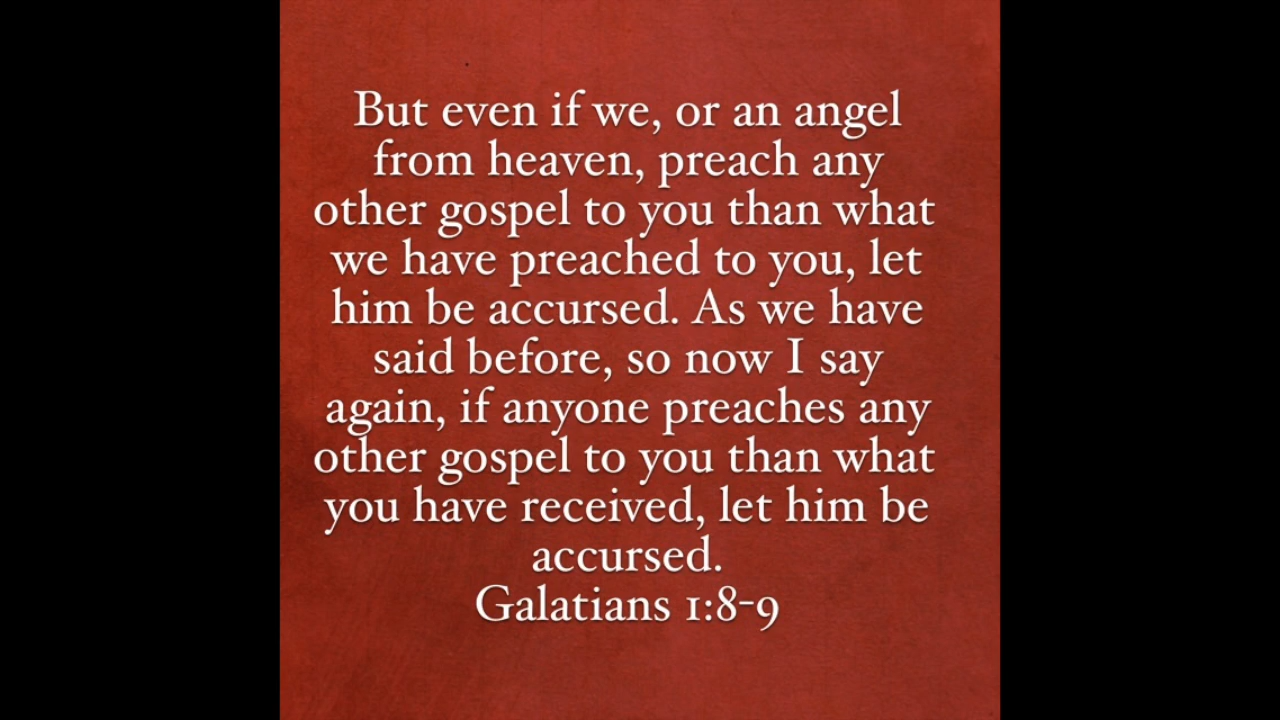 But even if we, or an angel
from heaven, preach any
other gospel to you than what
we have preached to you, let
him be accursed. As we have
said before, so now I say
again, if anyone preaches any
other gospel to you than what
you have received, let him be
accursed.
Galatians 1:8-9